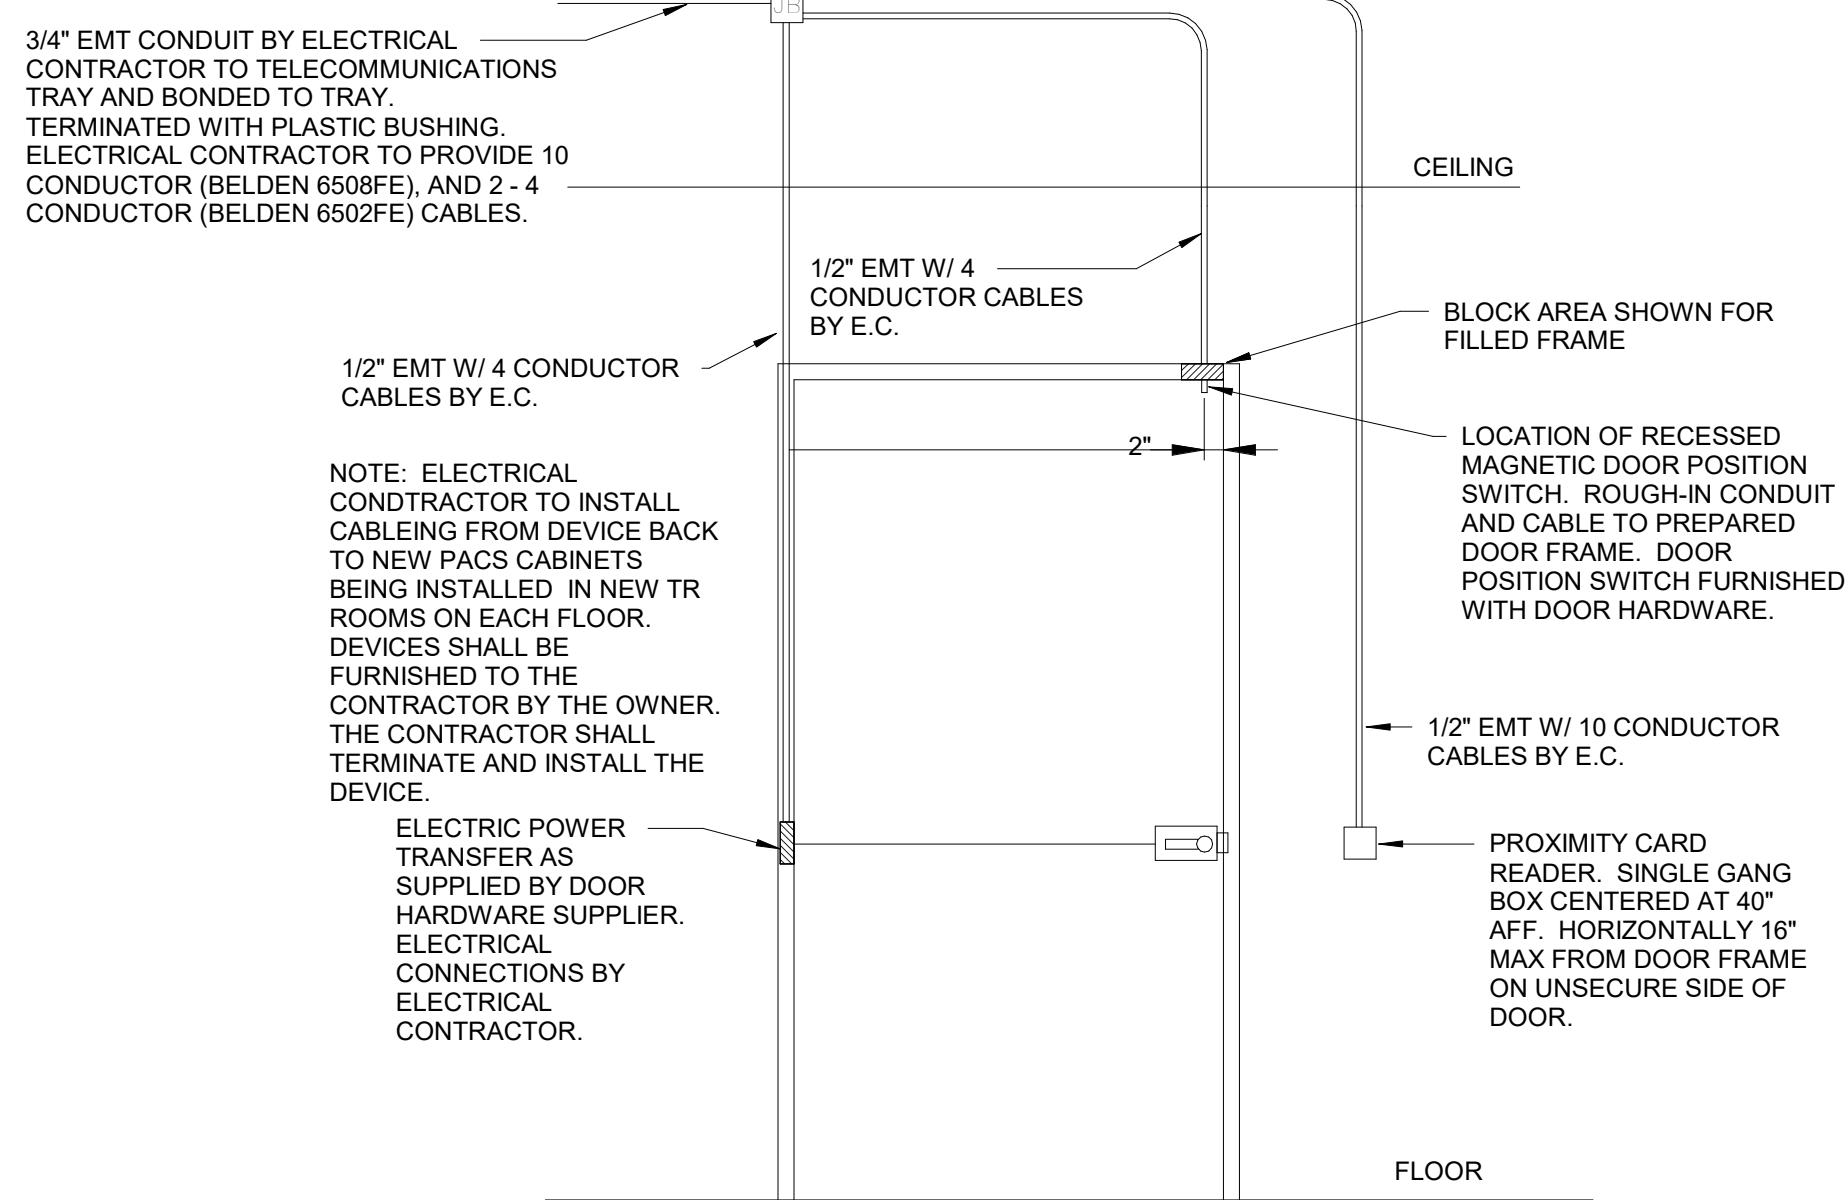 JB
3/4" EMT CONDUIT BY ELECTRICAL
CONTRACTOR TO TELECOMMUNICATIONS
TRAY AND BONDED TO TRAY.
TERMINATED WITH PLASTIC BUSHING.
ELECTRICAL CONTRACTOR TO PROVIDE 10
CONDUCTOR (BELDEN 6508FE), AND 2 - 4
CONDUCTOR (BELDEN 6502FE) CABLES.
CEILING
1/2" EMT W/ 4
CONDUCTOR CABLES
BY E.C.
BLOCK AREA SHOWN FOR
FILLED FRAME
1/2" EMT W/ 4 CONDUCTOR
CABLES BY E.C.
2"
LOCATION OF RECESSED
MAGNETIC DOOR POSITION
SWITCH.  ROUGH-IN CONDUIT
AND CABLE TO PREPARED
DOOR FRAME.  DOOR
POSITION SWITCH FURNISHED
WITH DOOR HARDWARE.
NOTE:  ELECTRICAL
CONDTRACTOR TO INSTALL
CABLEING FROM DEVICE BACK
TO NEW PACS CABINETS
BEING INSTALLED  IN NEW TR
ROOMS ON EACH FLOOR.
DEVICES SHALL BE
FURNISHED TO THE
CONTRACTOR BY THE OWNER.
THE CONTRACTOR SHALL
TERMINATE AND INSTALL THE
DEVICE.
1/2" EMT W/ 10 CONDUCTOR
CABLES BY E.C.
ELECTRIC POWER
TRANSFER AS
SUPPLIED BY DOOR
HARDWARE SUPPLIER.
ELECTRICAL
CONNECTIONS BY
ELECTRICAL
CONTRACTOR.
PROXIMITY CARD
READER.  SINGLE GANG
BOX CENTERED AT 40"
AFF.  HORIZONTALLY 16"
MAX FROM DOOR FRAME
ON UNSECURE SIDE OF
DOOR.
FLOOR